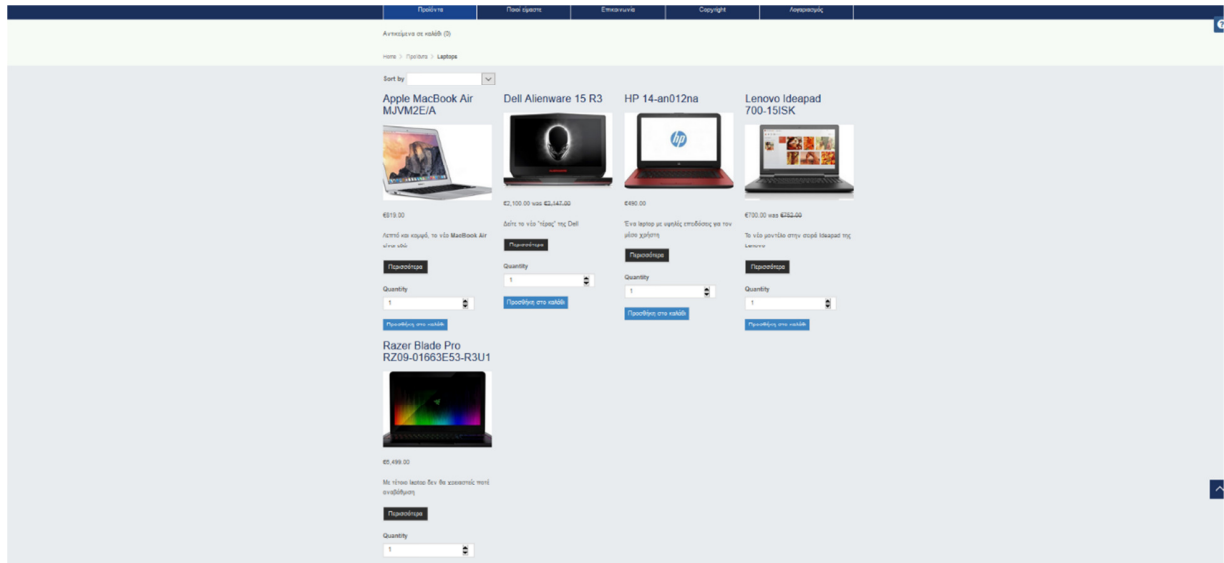 Προϊόντα
Ποιοί είμαστε
Επικοινωνία
Copyright
Λογαριασμός
Αντικείμενα σε καλάθι (0)
Home > Προϊόντα > Laptops
Sort by
Apple MacBook Air
MJVM2E/A
€919.00
Λεπτό και κομψό, το νέο MacBook Air
είναι εδώ
Περισσότερα
Quantity
1
Προσθήκη στο καλάθι
Dell Alienware 15 R3
€2,100.00 was €2,147.00
Δείτε το νέο "τέρας" της Dell
Περισσότερα
Quantity
1
Προσθήκη στο καλάθι
HP 14-an012na
hp
€490.00
Ένα laptop με υψηλές επιδόσεις για τον
μέσο χρήστη
Περισσότερα
Quantity
1
Προσθήκη στο καλάθι
Lenovo Ideapad
700-15ISK
€700.00 was €752.00
Το νέο μοντέλο στην σειρά Ideapad της
Lenovo
Περισσότερα
Quantity
1
Προσθήκη στο καλάθι
Razer Blade Pro
RZ09-01663E53-R3U1
€5,499.00
Με τέτοιο laptop δεν θα χρειαστείς ποτέ
αναβάθμιση
Περισσότερα
Quantity
1